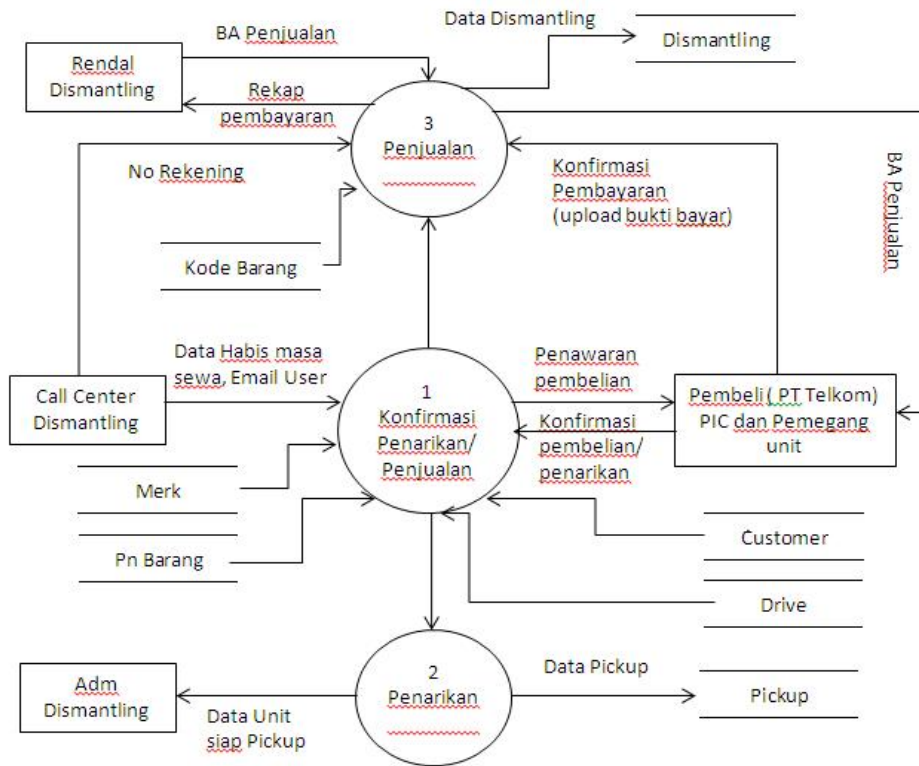 Data Dismantling
BA Penjualan
Dismantling
Rendal
Dismantling
Rekap
pembayaran
3
Penjualan
No Rekening
Konfirmasi
Pembayaran
(upload bukti bayar)
BA Penjualan
Kode Barang
Data Habis masa
sewa, Email User
Penawaran
pembelian
Call Center
Dismantling
1
Konfirmasi
Penarikan/
Penjualan
Konfirmasi
pembelian/
penarikan
Pembeli ( PT Telkom)
PIC dan Pemegang
unit
Merk
Pn Barang
Customer
Drive
2
Penarikan
Data Pickup
Adm
Dismantling
Data Unit
siap Pickup
Pickup